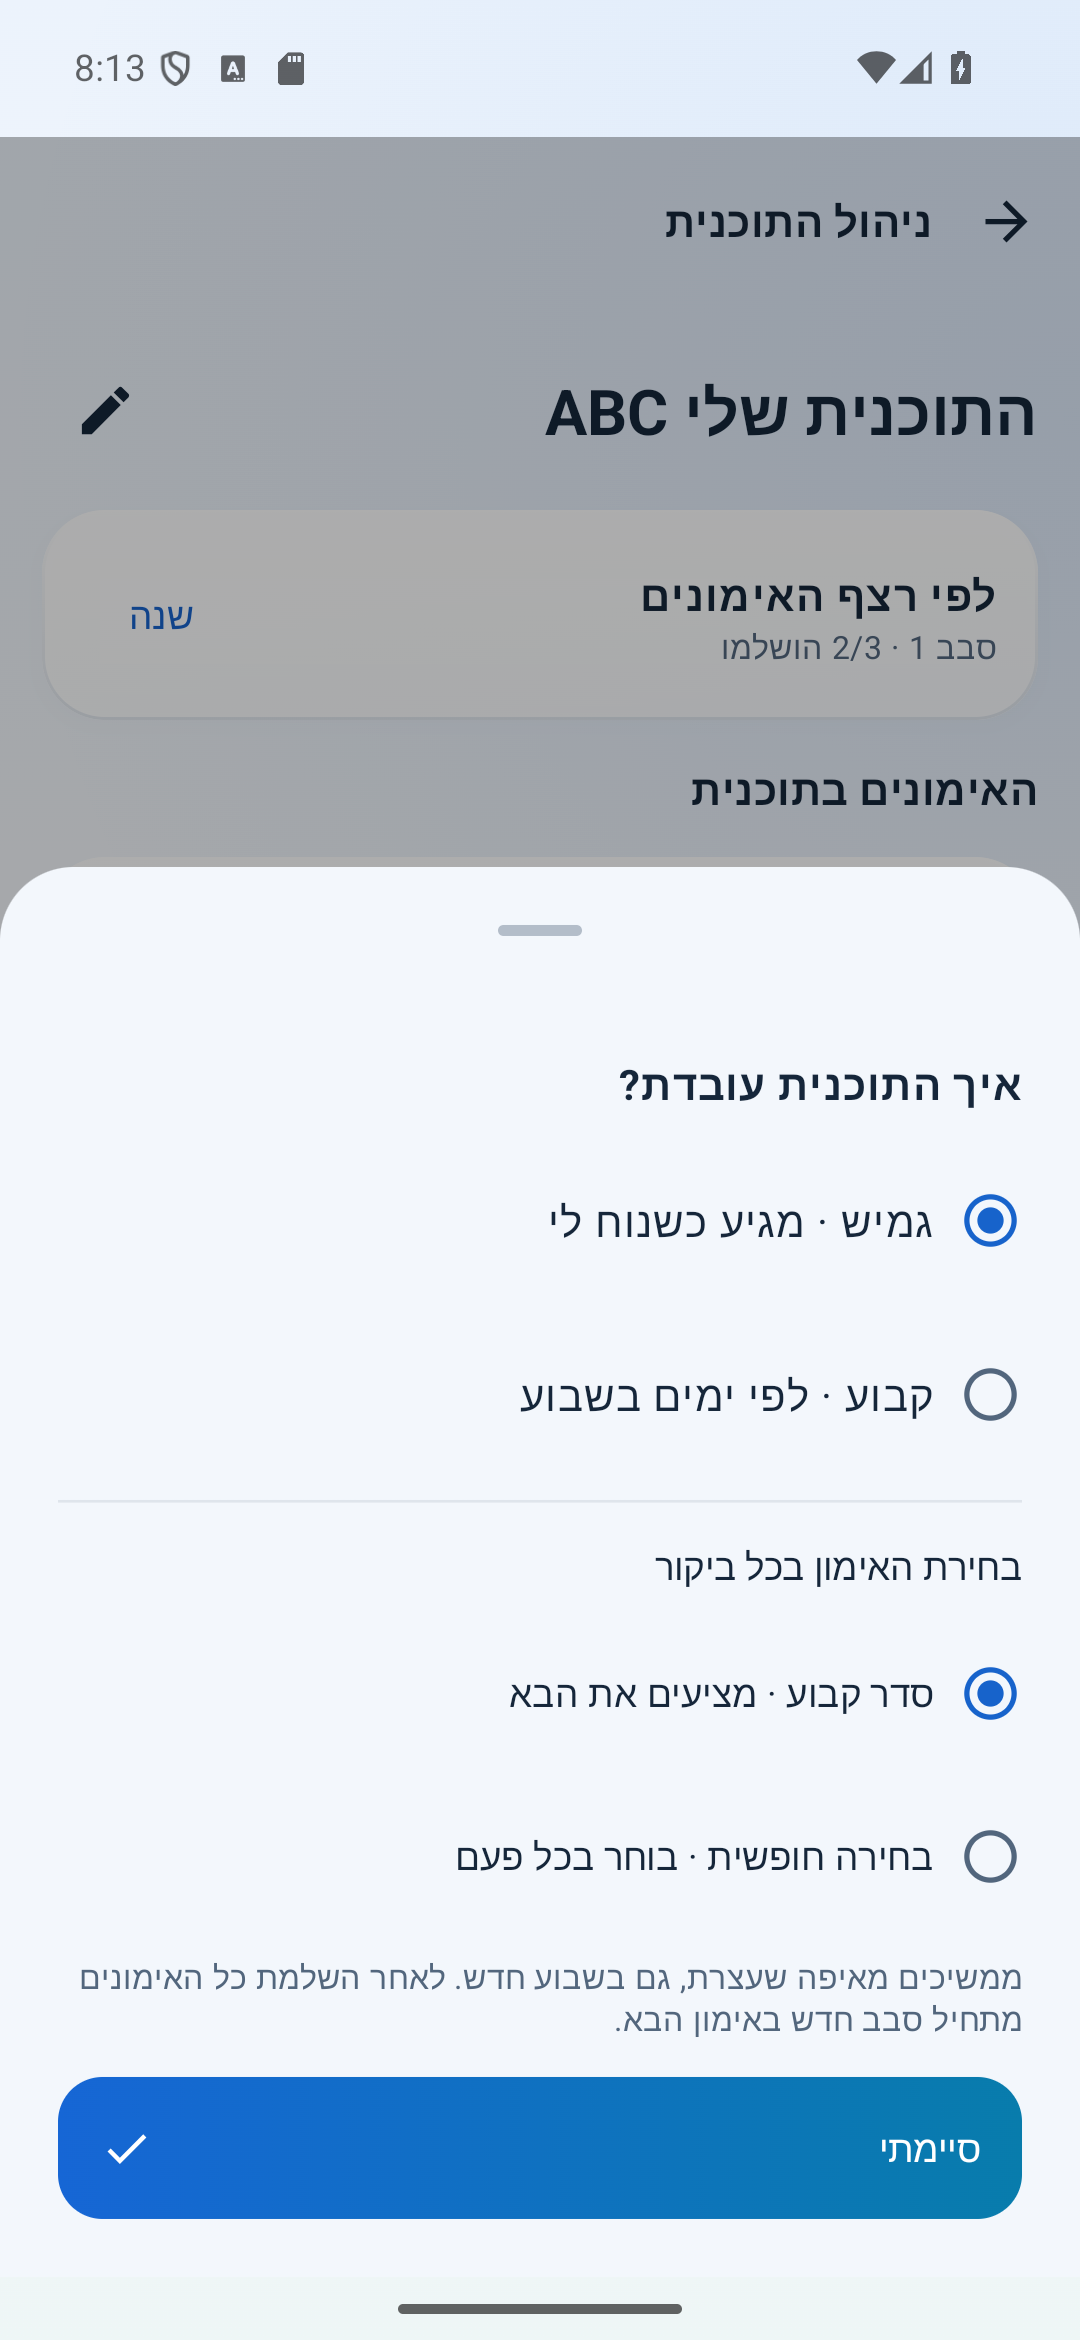 8:13
ניהול התוכנית
התוכנית שלי ABC
לפי רצף האימונים
שנה
סבב 1 · 2/3 הושלמו
האימונים בתוכנית
איך התוכנית עובדת?
גמיש · מגיע כשנוח לי
קבוע · לפי ימים בשבוע
בחירת האימון בכל ביקור
סדר קבוע · מציעים את הבא
בחירה חופשית · בוחר בכל פעם
ממשיכים מאיפה שעצרת, גם בשבוע חדש. לאחר השלמת כל האימונים
מתחיל סבב חדש באימון הבא.
סיימתי